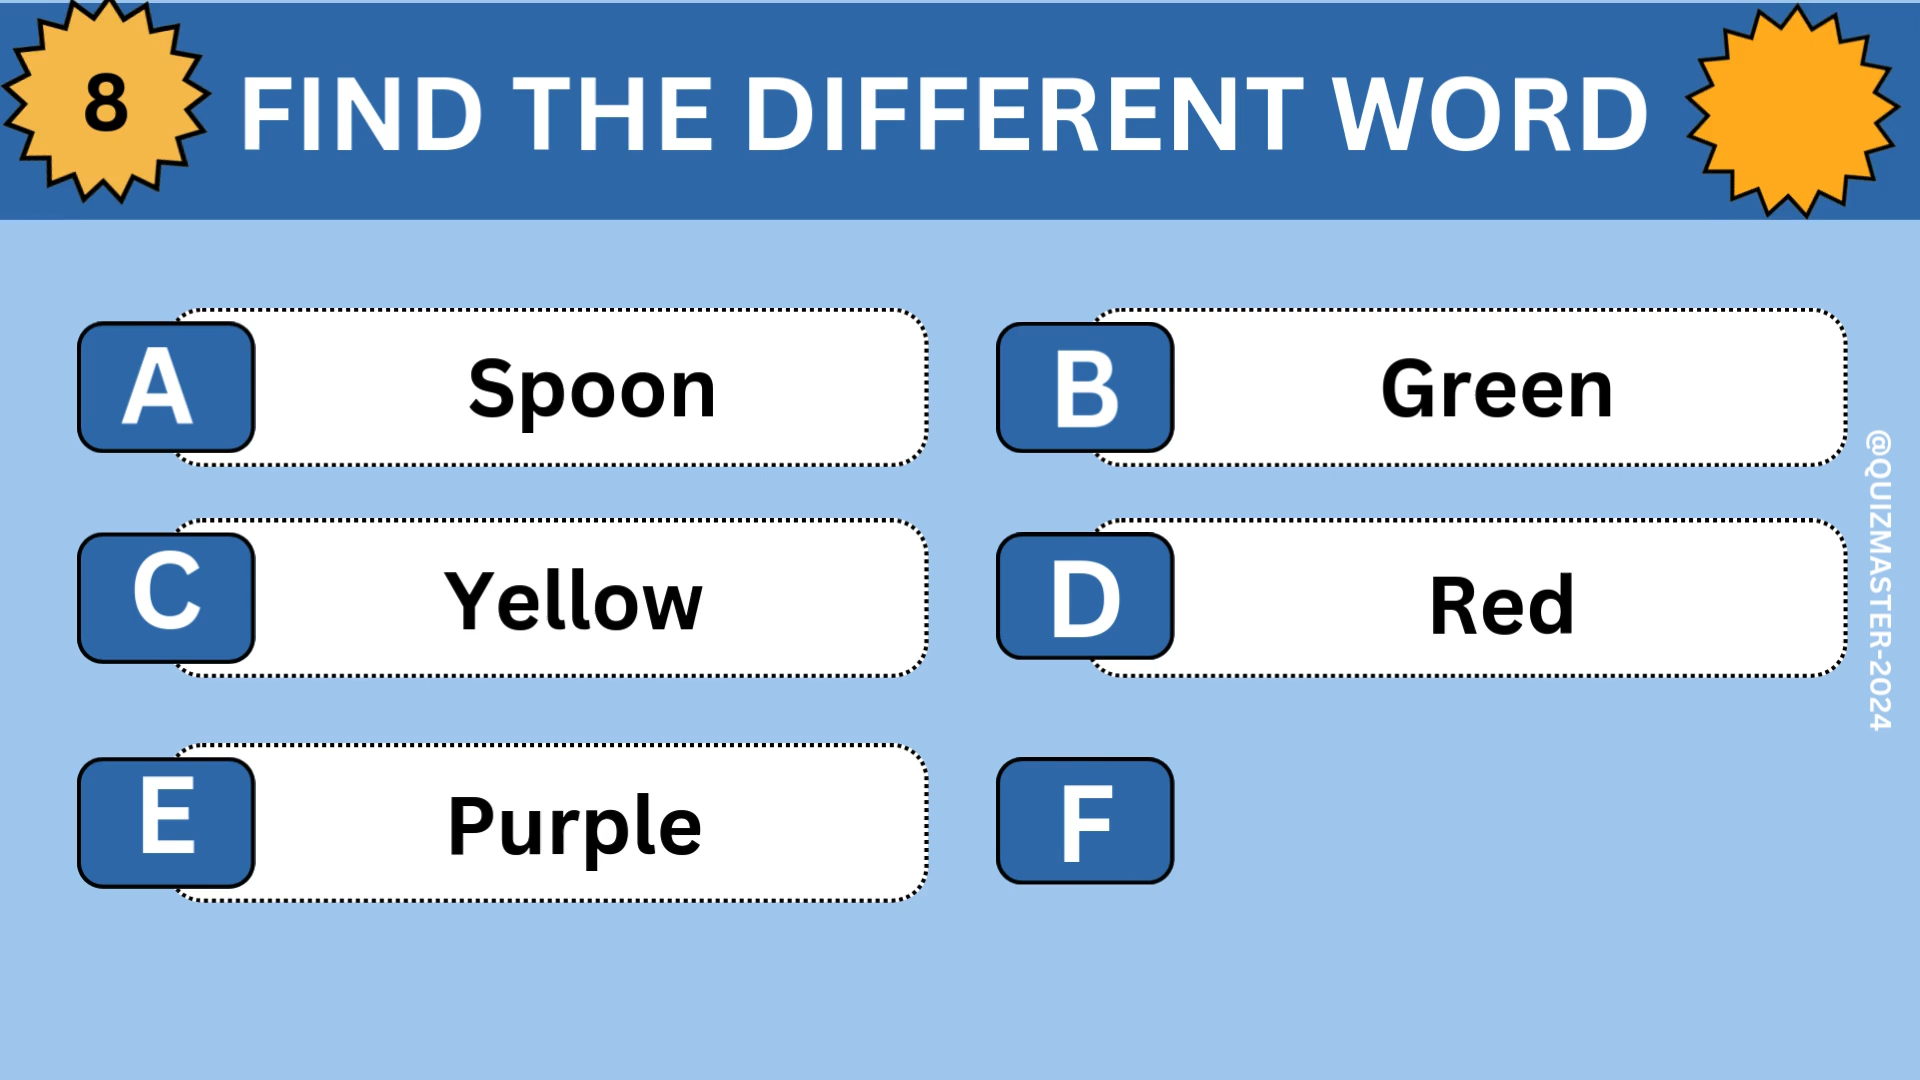 8
FIND THE DIFFERENT WORD
A
Spoon
B
Green
C
Yellow
D
Red
E
Purple
F
@QUIZMASTER-2024